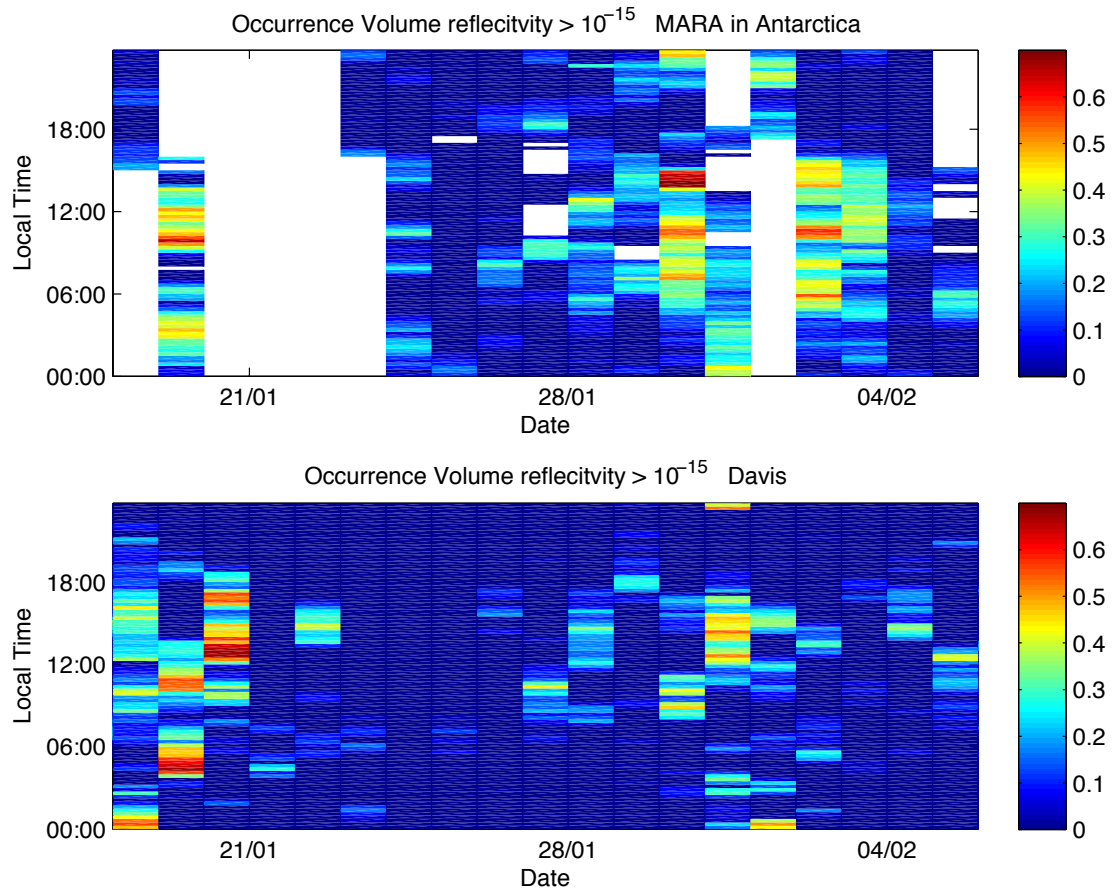 Occurrence Volume reflecitvity > 10⁻¹⁵ MARA in Antarctica
Local Time
18:00
12:00
06:00
00:00
21/01 28/01 04/02
Date
0.6
0.5
0.4
0.3
0.2
0.1
0
Occurrence Volume reflecitvity > 10⁻¹⁵ Davis
Local Time
18:00
12:00
06:00
00:00
21/01 28/01 04/02
Date
0.6
0.5
0.4
0.3
0.2
0.1
0